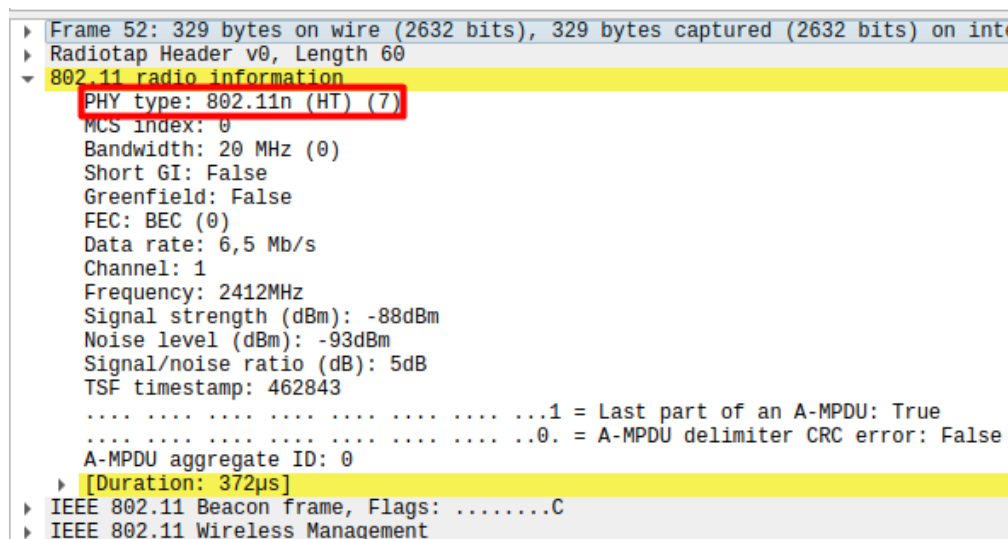 Frame 52: 329 bytes on wire (2632 bits), 329 bytes captured (2632 bits) on
Radiotap Header v0, Length 60
802.11 radio information
PHY type: 802.11n (HT) (7)
MCS index: 0
Bandwidth: 20 MHz (0)
Short GI: False
Greenfield: False
FEC: BEC (0)
Data rate: 6,5 Mb/s
Channel: 1
Frequency: 2412MHz
Signal strength (dBm): -88dBm
Noise level (dBm): -93dBm
Signal/noise ratio (dB): 5dB
TSF timestamp: 462843
.... .... .... .... .... .... .... ...1 = Last part of an A-MPDU: True
.... .... .... .... .... .... .... ..0. = A-MPDU delimiter CRC error: False
A-MPDU aggregate ID: 0
[Duration: 372µs]
IEEE 802.11 Beacon frame, Flags: ........C
IEEE 802.11 Wireless Management